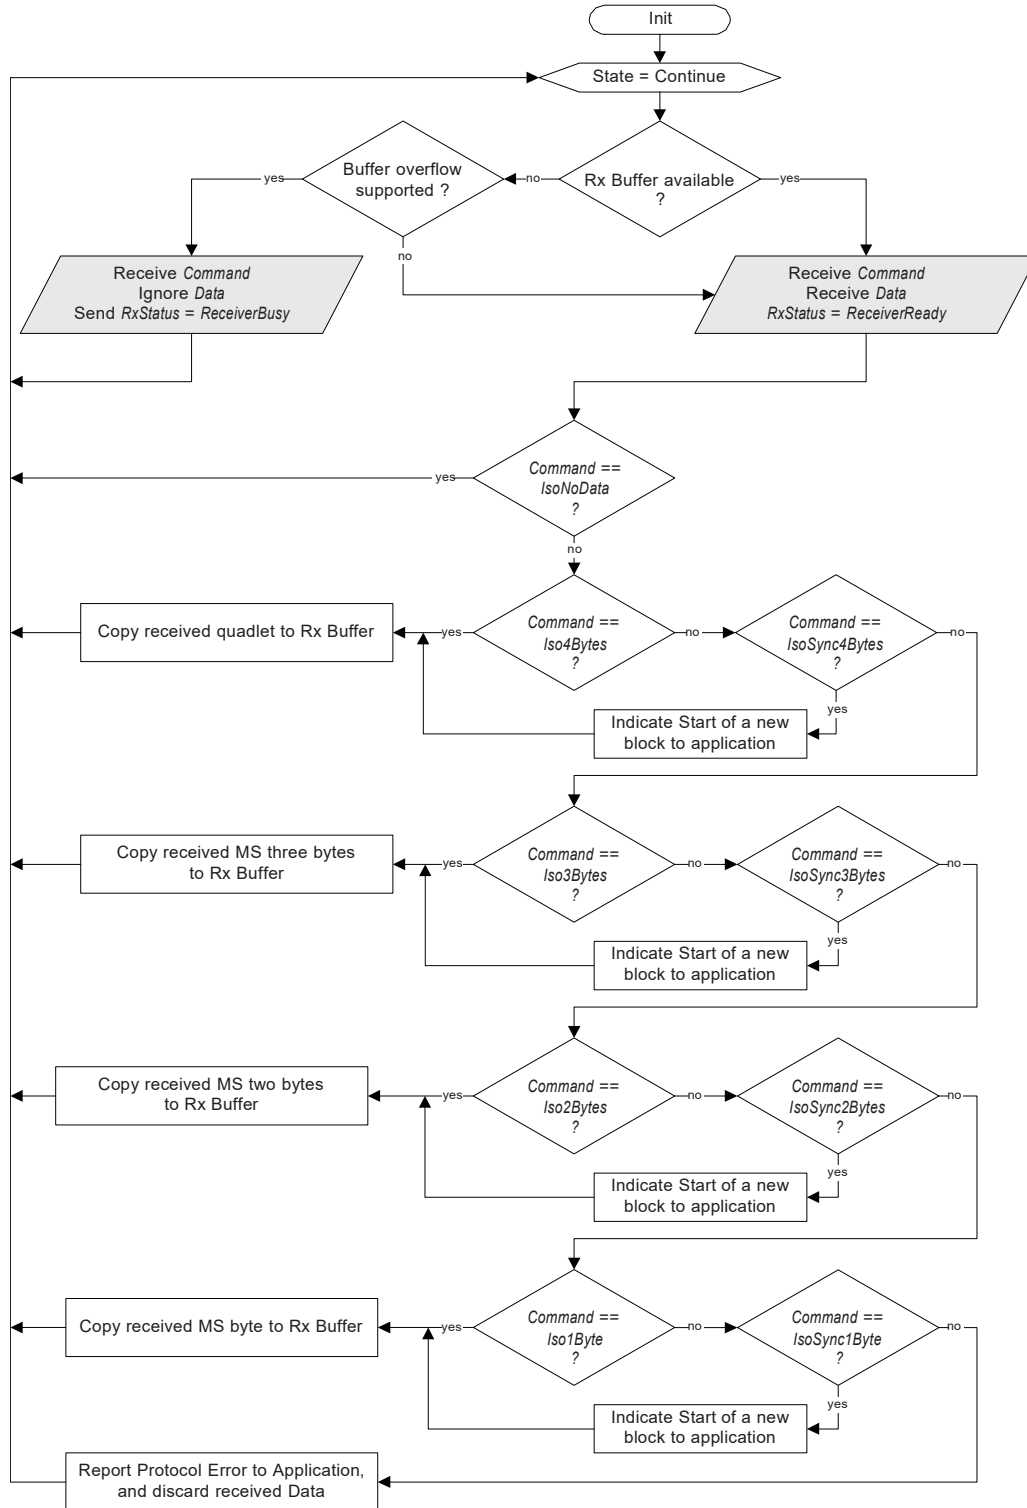 Init
State = Continue
Buffer overflow
supported ?
Rx Buffer available
?
yes
no
yes
no
Receive Command
Ignore Data
Send RxStatus = ReceiverBusy
Receive Command
Receive Data
RxStatus = ReceiverReady
Command ==
IsoNoData
?
yes
no
Copy received quadlet to Rx Buffer
yes
Command ==
Iso4Bytes
?
no
Command ==
IsoSync4Bytes
?
no
yes
Indicate Start of a new
block to application
Copy received MS three bytes
to Rx Buffer
yes
Command ==
Iso3Bytes
?
no
Command ==
IsoSync3Bytes
?
no
yes
Indicate Start of a new
block to application
Copy received MS two bytes
to Rx Buffer
yes
Command ==
Iso2Bytes
?
no
Command ==
IsoSync2Bytes
?
no
yes
Indicate Start of a new
block to application
Copy received MS byte to Rx Buffer
yes
Command ==
Iso1Byte
?
no
Command ==
IsoSync1Byte
?
no
yes
Indicate Start of a new
block to application
Report Protocol Error to Application,
and discard received Data